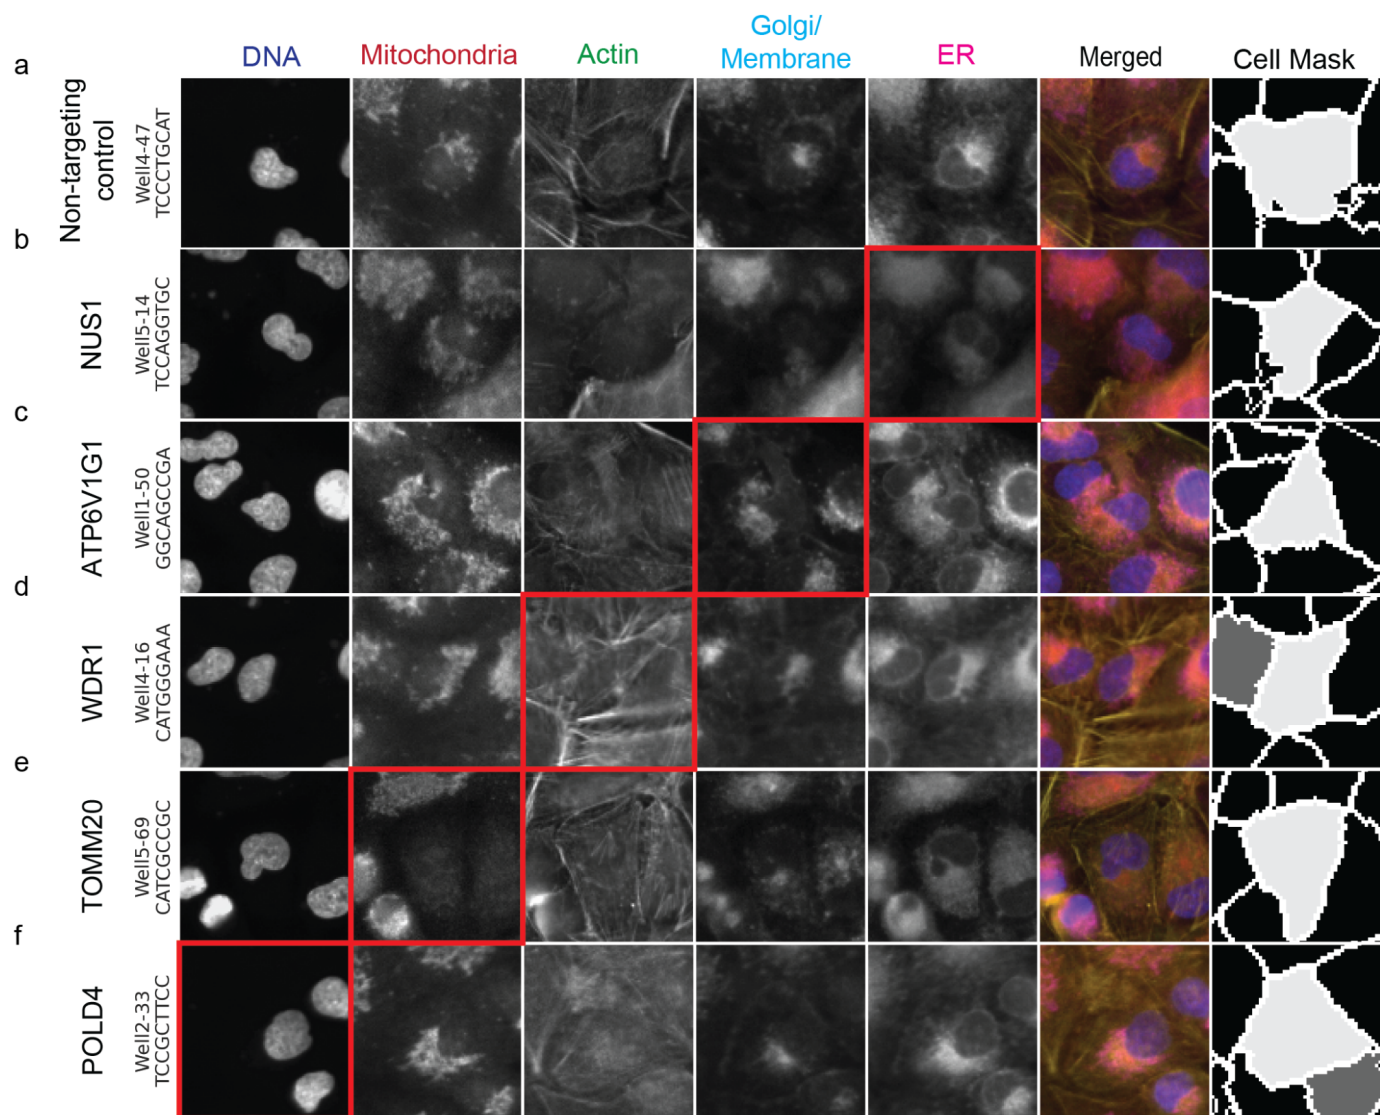 a
DNA
Mitochondria
Actin
Golgi/
Membrane
ER
Merged
Cell Mask
Non-targeting
control
Well4-47
TCCCTGCAT
b
NUS1
Well5-14
TCCAGGTGC
c
ATP6V1G1
Well1-50
GGCAGCCGA
d
WDR1
Well4-16
CATGGGAAA
e
TOMM20
Well5-69
CATCGCCGC
f
POLD4
Well2-33
TCCGCTTCC